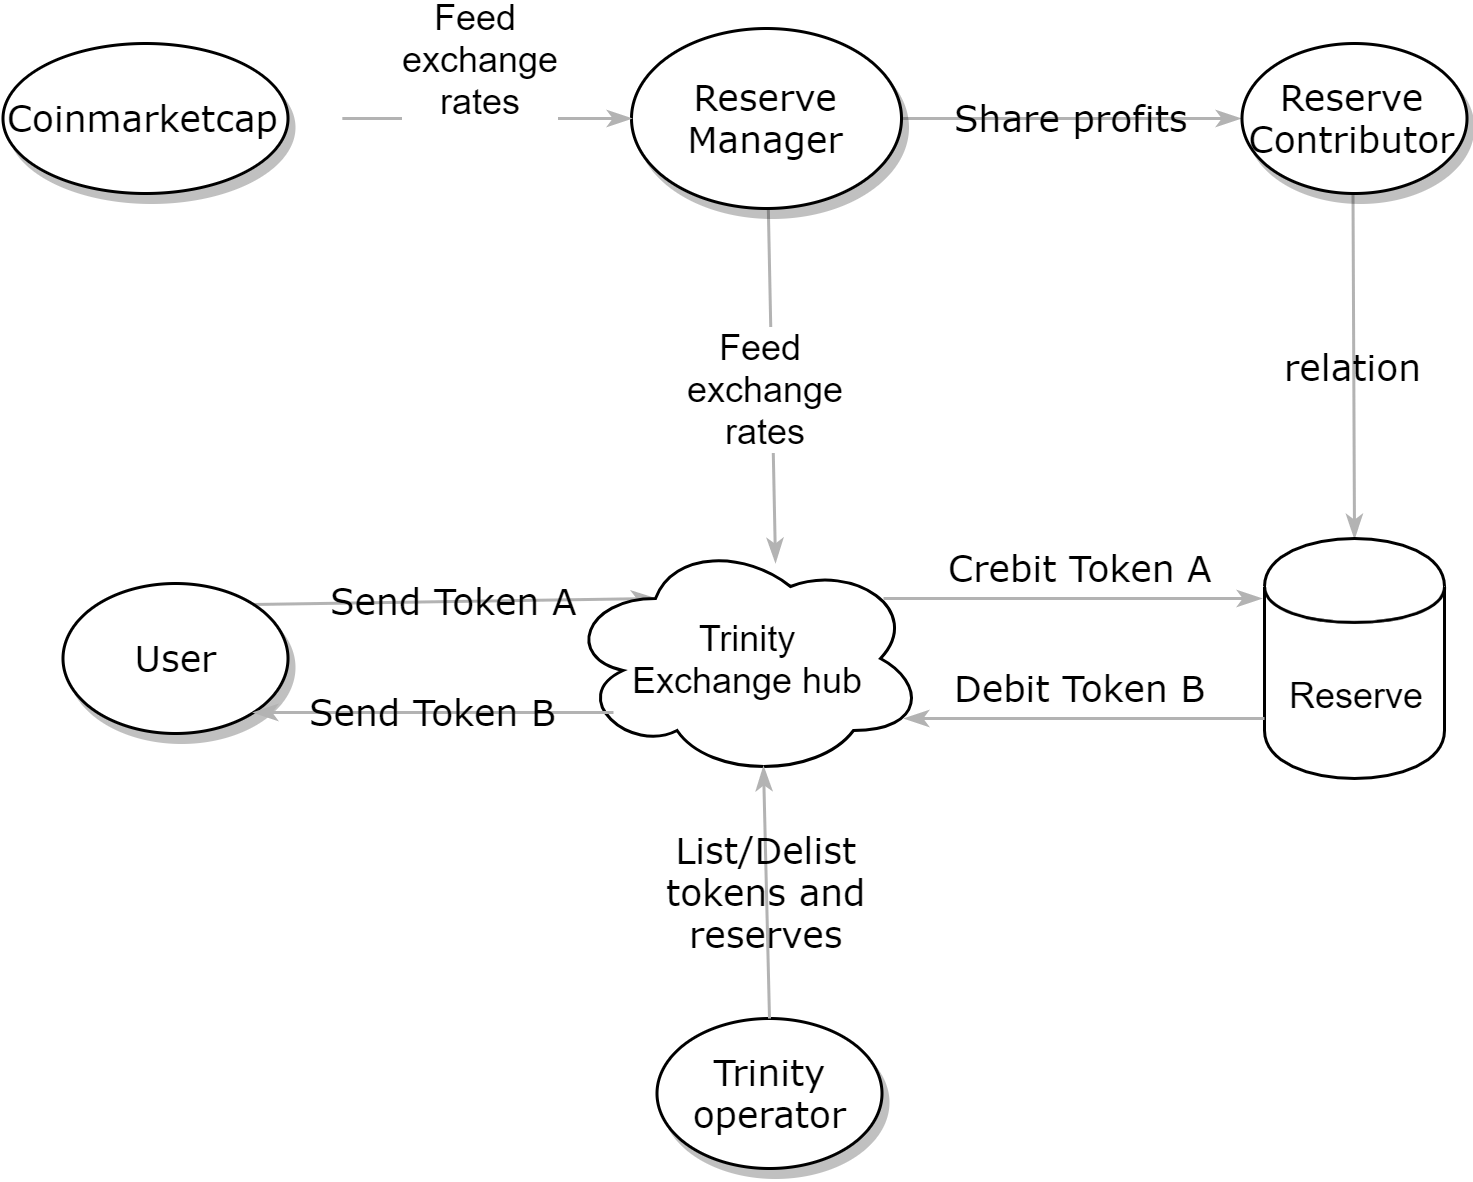 Feed
exchange
rates
Coinmarketcap
Reserve
Manager
Share profits
Reserve
Contributor
Feed
exchange
rates
relation
Send Token A
Crebit Token A
User
Trinity
Exchange hub
Reserve
Send Token B
Debit Token B
List/Delist
tokens and
reserves
Trinity
operator